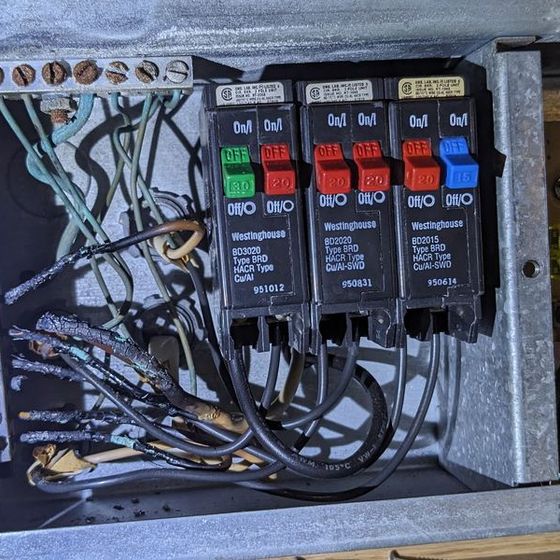 On/I On/I
OFF OFF
30 20
Off/O Off/O
Westinghouse
BD3020
Type BRD
HACR Type
Cu/Al
951012
On/I On/I
OFF OFF
20 20
Off/O Off/O
Westinghouse
BD2020
Type BRD
HACR Type
Cu/Al-SWD
950831
On/I On/I
OFF OFF
20 15
Off/O Off/O
Westinghouse
BD2015
Type BRD
HACR Type
Cu/Al-SWD
950614
105°C